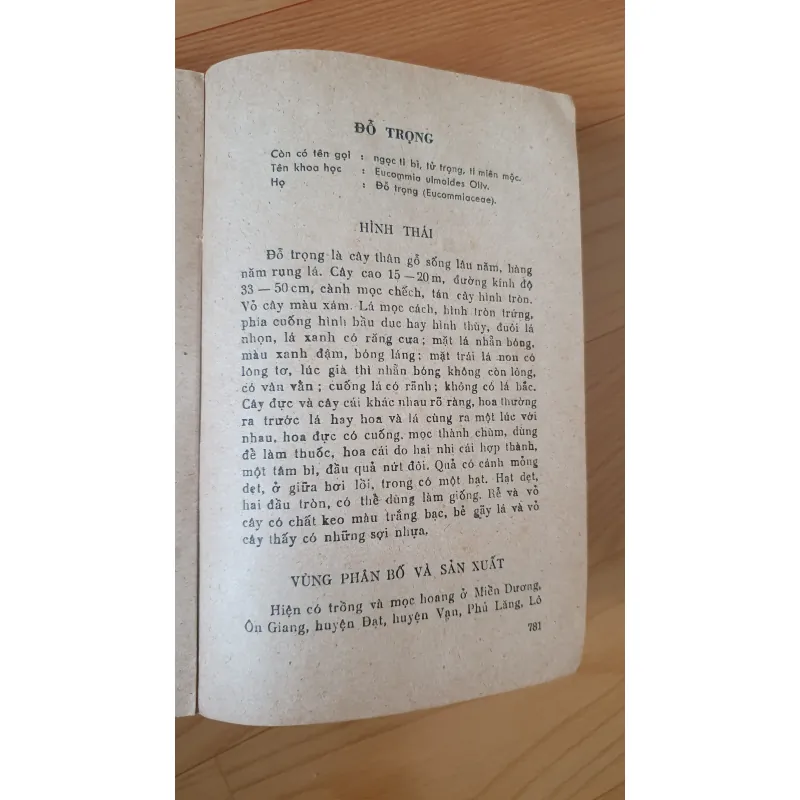 ĐỖ TRỌNG
Còn có tên gọi : ngọc ti bì, tử trọng, ti miên mộc.
Tên khoa học : Eucommia ulmoides Oliv.
Họ : Đỗ trọng (Eucommiaceae).
HÌNH THÁI
Đỗ trọng là cây thân gỗ sống lâu năm, hàng
năm rụng lá. Cây cao 15 — 20 m, đường kính độ
33 — 50 cm, cành mọc chếch, tán cây hình tròn.
Vỏ cây màu xám. Lá mọc cách, hình tròn trứng,
phía cuống hình bầu dục hay hình thùy, đuôi lá
nhọn, lá xanh có răng cưa ; mặt lá nhẵn bóng,
màu xanh đậm, bóng láng ; mặt trái lá non có
lông tơ, lúc già thì nhẵn bóng không còn lông,
có vân vằn ; cuống lá có rãnh ; không có lá bắc.
Cây đực và cây cái khác nhau rõ ràng, hoa thường
ra trước lá hay hoa và lá cùng ra một lúc với
nhau, hoa đực có cuống, mọc thành chùm, dùng
để làm thuốc, hoa cái do hai nhị cái hợp thành,
một tâm bì, đầu quả nứt đôi. Quả có cánh mỏng
dẹt, ở giữa hơi lồi, trong có một hạt. Hạt dẹt,
hai đầu tròn, có thể dùng làm giống. Rễ và vỏ
cây có chất keo màu trắng bạc, bẻ gãy lá và vỏ
cây thấy có những sợi nhựa.
VÙNG PHÂN BỐ VÀ SẢN XUẤT
Hiện có trồng và mọc hoang ở Miền Dương,
Ôn Giang, huyện Đạt, huyện Vạn, Phú Lăng, Lô
781